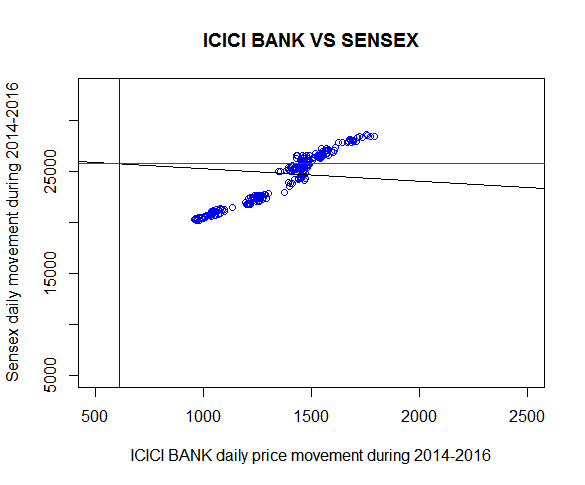 ICICI BANK VS SENSEX
Sensex daily movement during 2014-2016
25000
15000
5000
500 1000 1500 2000 2500
ICICI BANK daily price movement during 2014-2016